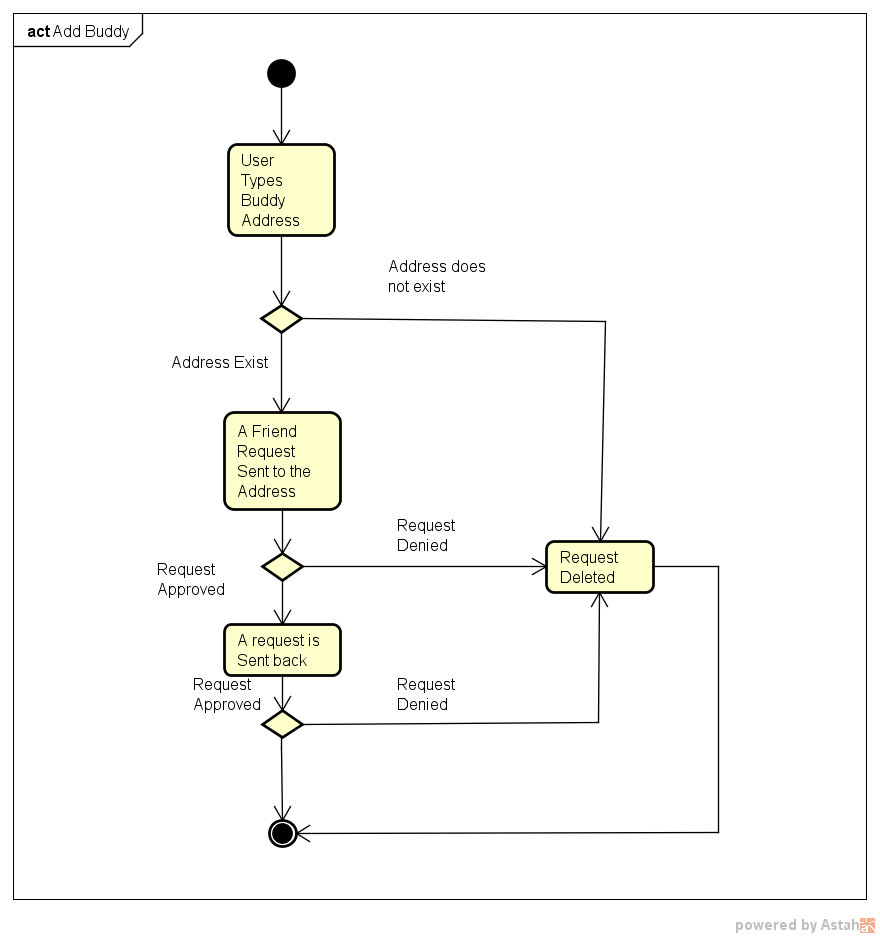 act Add Buddy
User
Types
Buddy
Address
Address does
not exist
Address Exist
A Friend
Request
Sent to the
Address
Request
Denied
Request
Approved
Request
Deleted
A request is
Sent back
Request
Approved
Request
Denied
powered by Astah